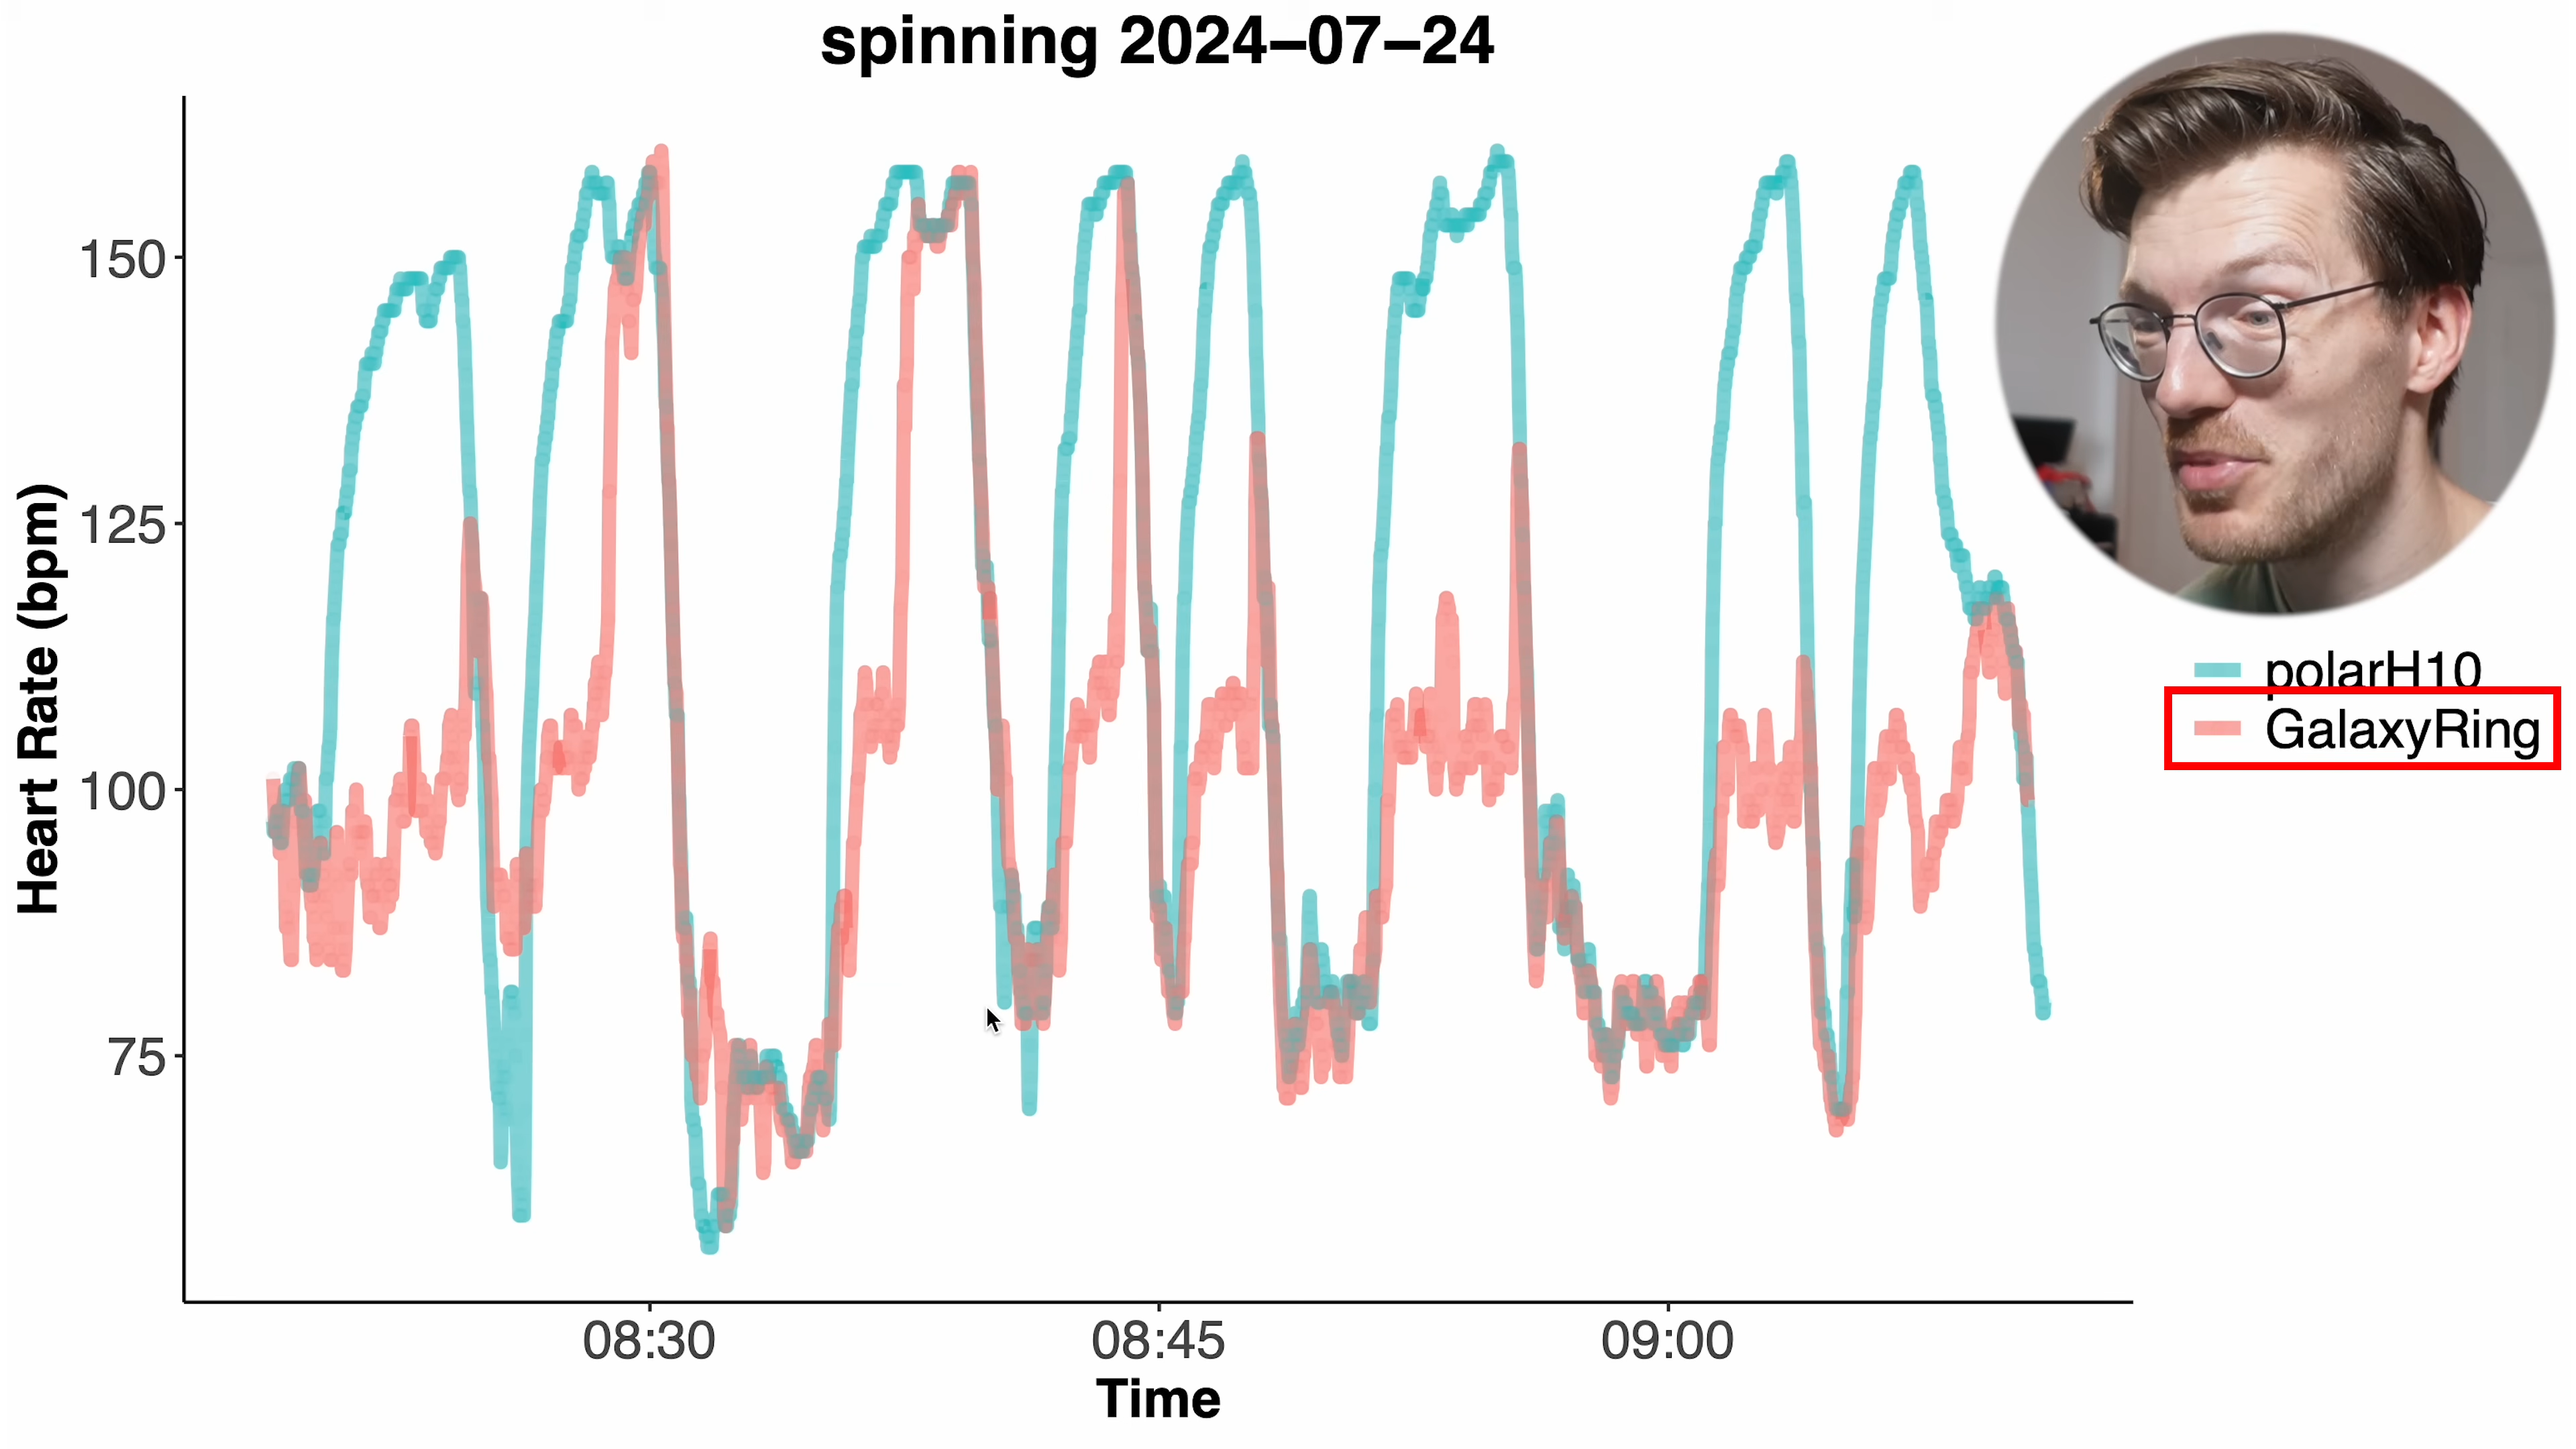 spinning 2024–07–24
Heart Rate (bpm)
150
125
100
75
08:30
08:45
09:00
Time
polarH10
GalaxyRing